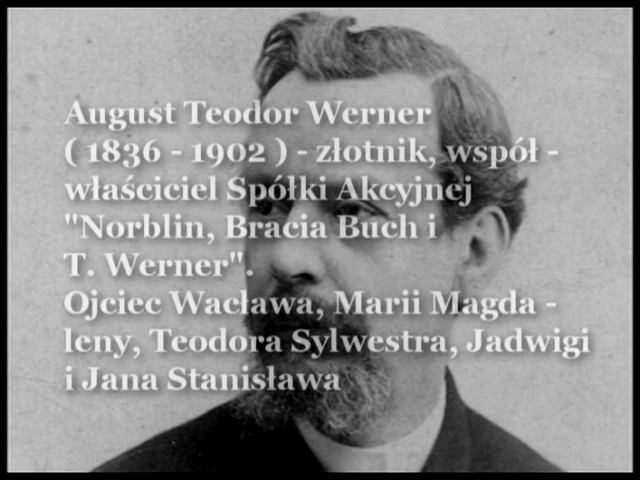 August Teodor Werner
( 1836 - 1902 ) - złotnik, współ -
właściciel Spółki Akcyjnej
"Norblin, Bracia Buch i
T. Werner".
Ojciec Wacława, Marii Magda -
leny, Teodora Sylwestra, Jadwigi
i Jana Stanisława